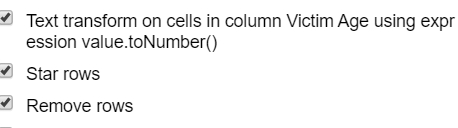 Text transform on cells in column Victim Age using expr
ession value.toNumber()
Star rows
Remove rows